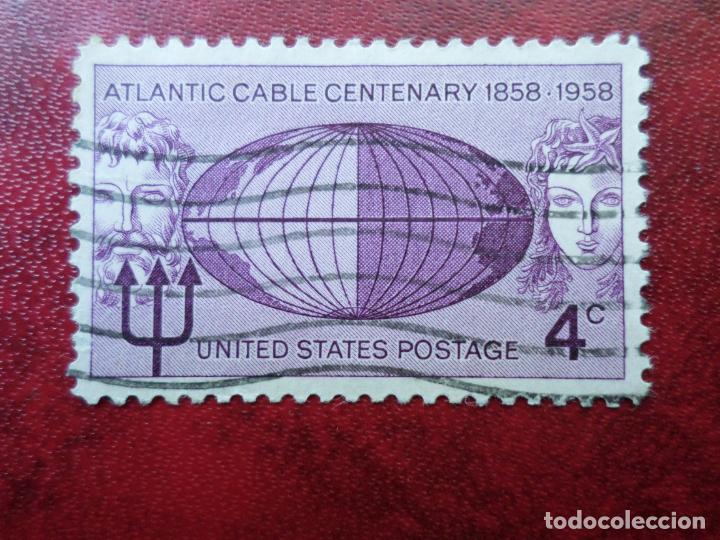 ATLANTIC CABLE CENTENARY 1858 · 1958
4c
UNITED STATES POSTAGE
todocoleccion